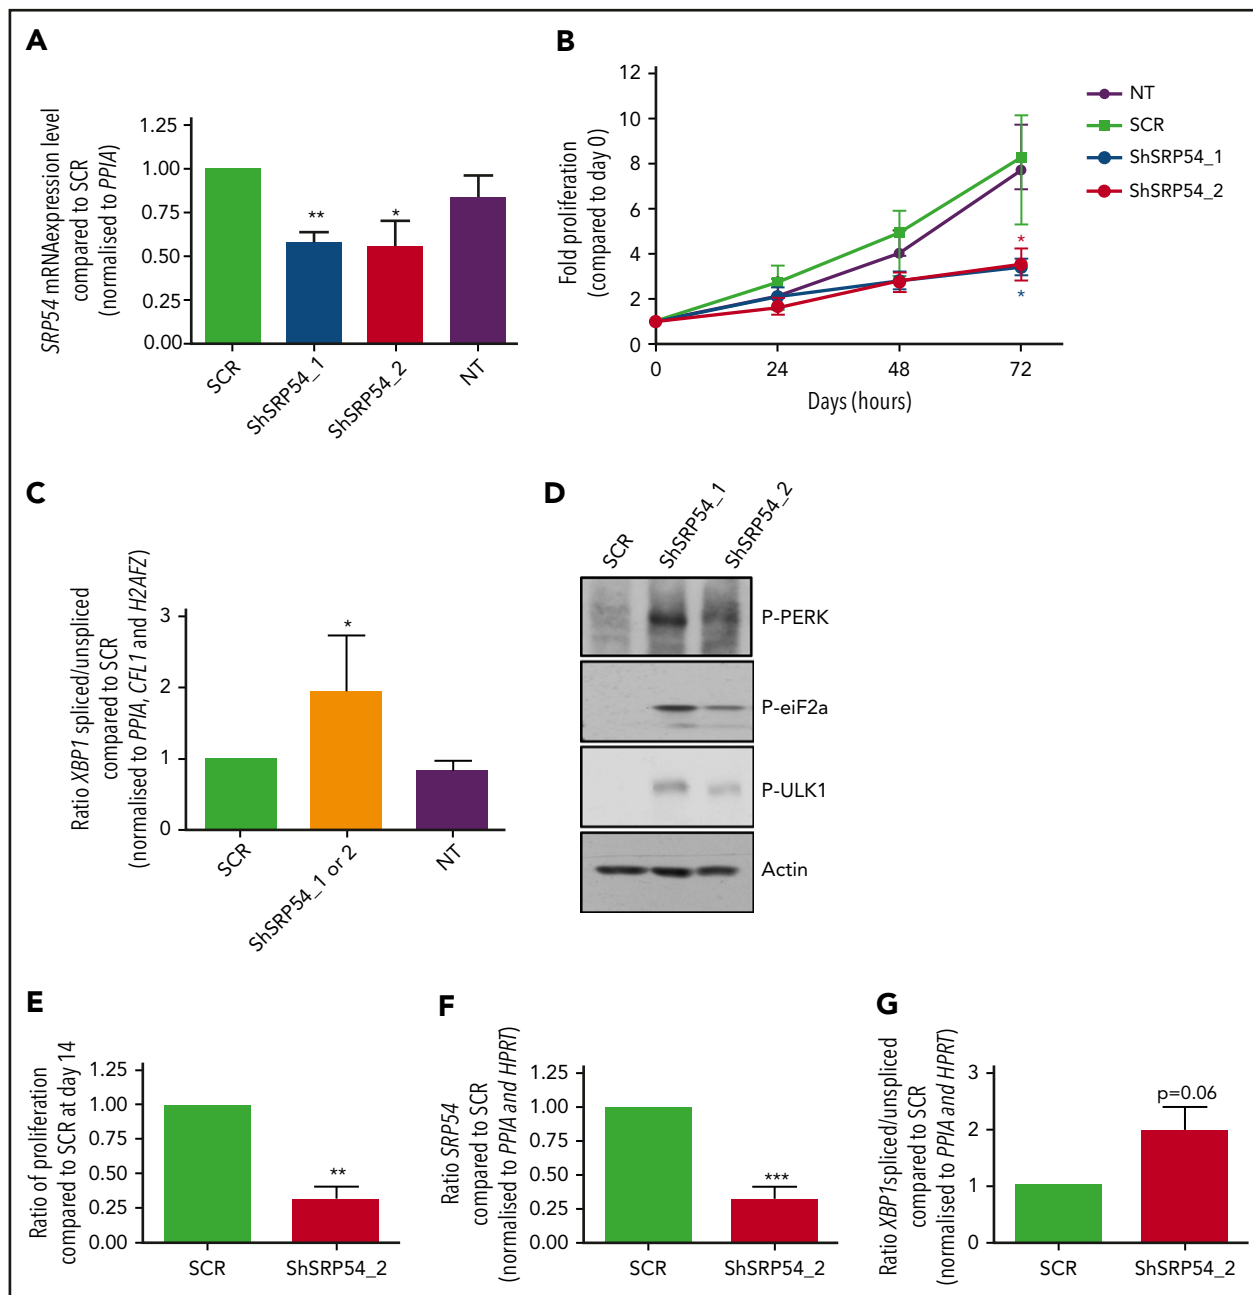 A
SRP54 mRNAexpression level
compared to SCR
(normalised to PPIA)
1.25
1.00
0.75
0.50
0.25
0.00
**
*
SCR
ShSRP54_1
ShSRP54_2
NT
B
Fold proliferation
(compared to day 0)
12
10
8
6
4
2
0
*
*
0
24
48
72
Days (hours)
NT
SCR
ShSRP54_1
ShSRP54_2
C
Ratio XBP1 spliced/unspliced
compared to SCR
(normalised to PPIA, CFL1 and H2AFZ)
3
2
1
0
*
SCR
ShSRP54_1 or 2
NT
D
SCR
ShSRP54_1
ShSRP54_2
P-PERK
P-eiF2a
P-ULK1
Actin
E
Ratio of proliferation
compared to SCR at day 14
1.25
1.00
0.75
0.50
0.25
0.00
**
SCR
ShSRP54_2
F
Ratio SRP54
compared to SCR
(normalised to PPIA and HPRT)
1.25
1.00
0.75
0.50
0.25
0.00
***
SCR
ShSRP54_2
G
Ratio XBP1spliced/unspliced
compared to SCR
(normalised to PPIA and HPRT)
3
2
1
0
p=0.06
SCR
ShSRP54_2